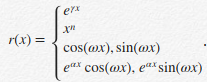 e^{γx}
x^n
r(x) = { cos(ωx), sin(ωx) .
e^{αx} cos(ωx), e^{αx} sin(ωx)